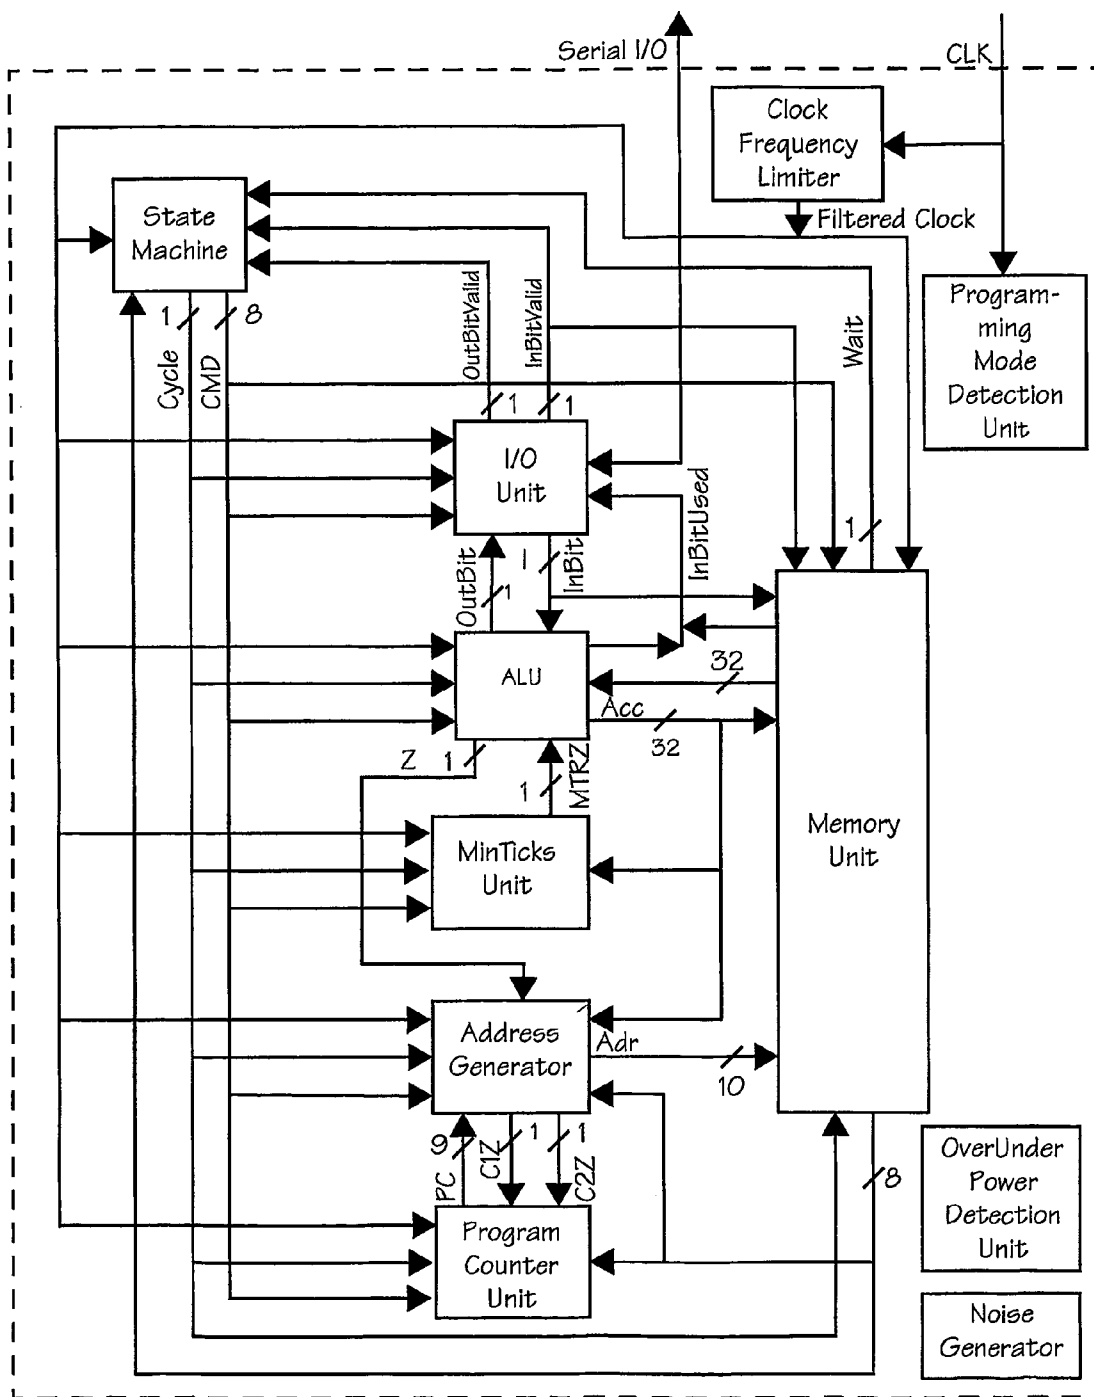 Serial I/O
CLK
Clock
Frequency
Limiter
Filtered Clock
State
Machine
Program-
ming
Mode
Detection
Unit
1
8
Cycle
CMD
OutBitValid
InBitValid
Wait
1
1
1
I/O
Unit
InBitUsed
OutBit
1
1
InBit
ALU
32
Acc
32
Z
1
1
MTRZ
MinTicks
Unit
Memory
Unit
Address
Generator
Adr
10
9
PC
C1Z
1
1
C2Z
Program
Counter
Unit
8
OverUnder
Power
Detection
Unit
Noise
Generator